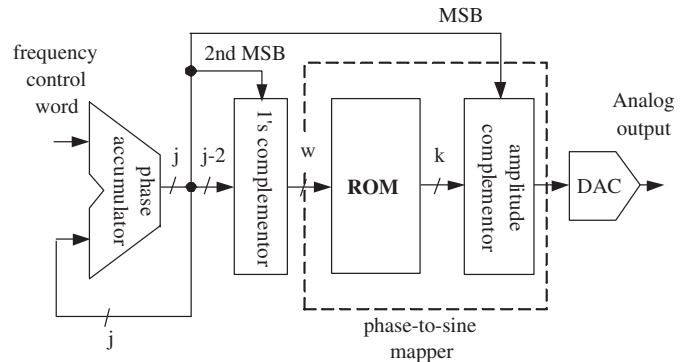 MSB
2nd MSB
frequency
control
word
phase
accumulator
j
j-2
1's complementor
w
ROM
k
amplitude
complementor
Analog
output
DAC
j
phase-to-sine
mapper